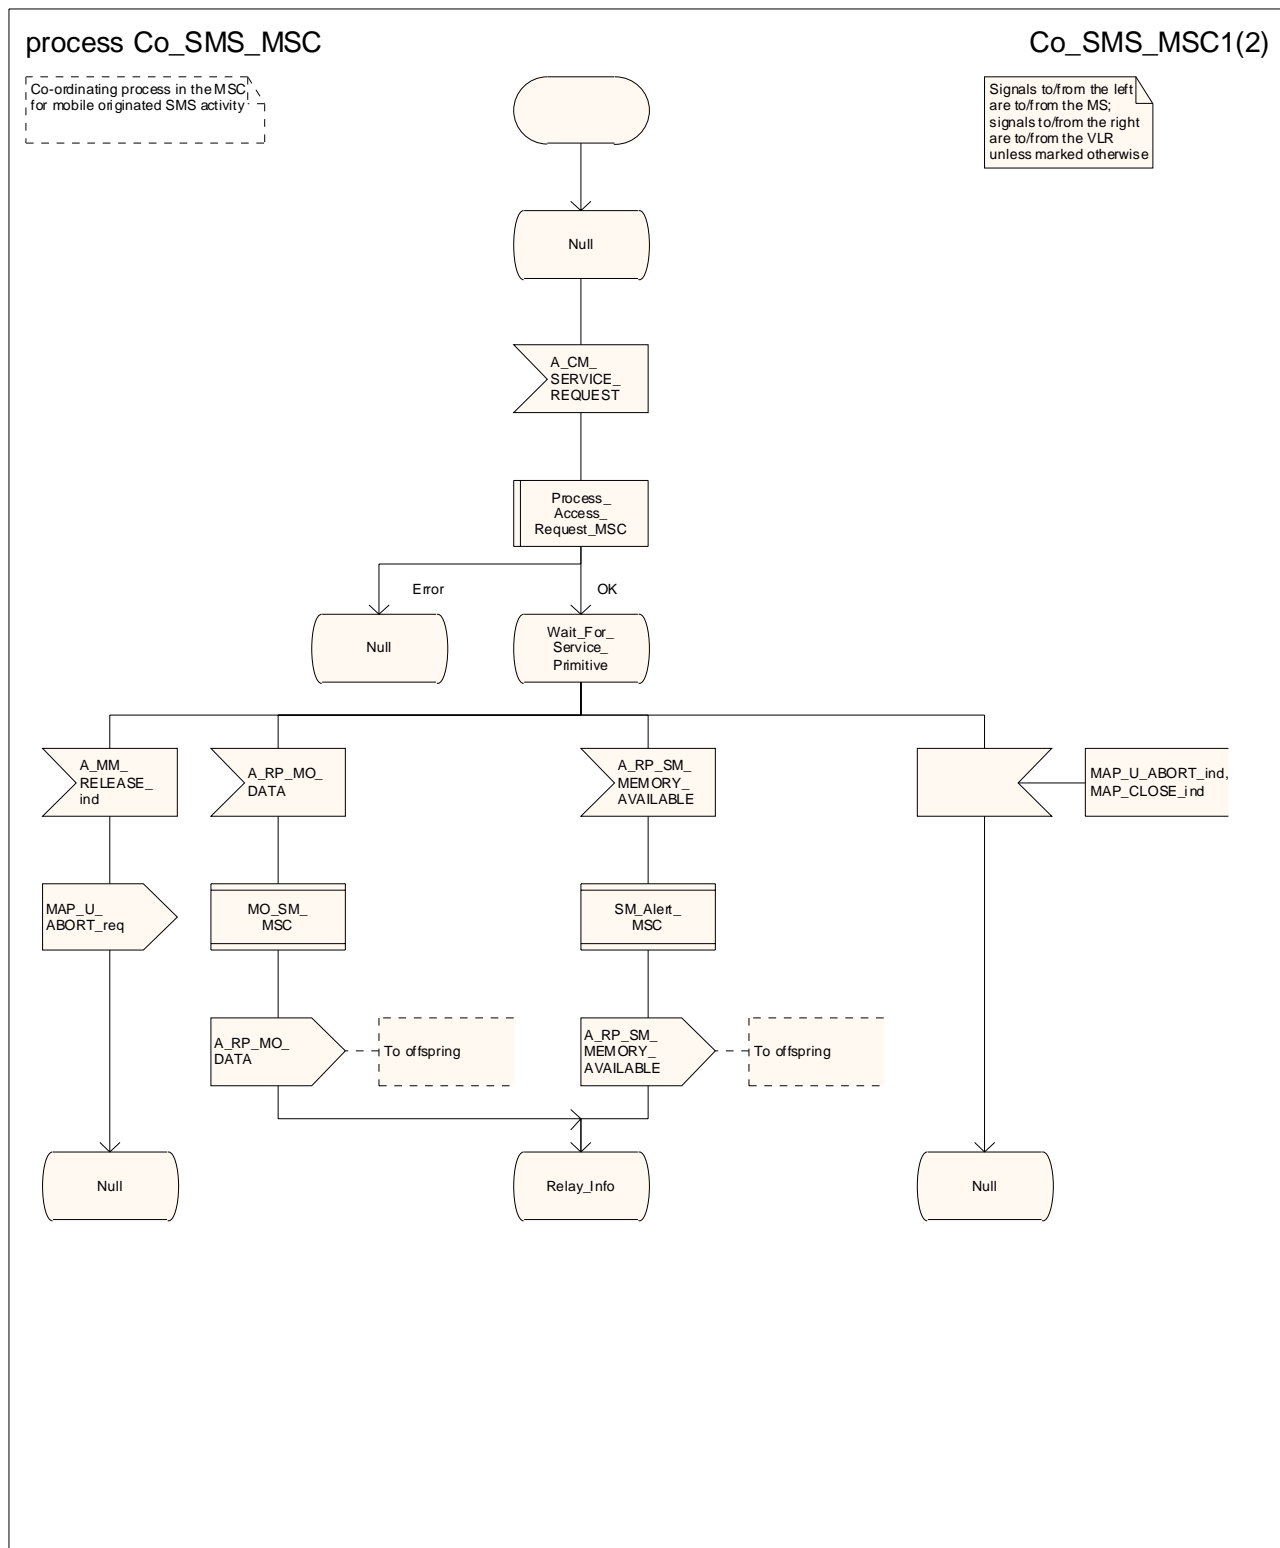 process Co_SMS_MSC
Co_SMS_MSC1(2)
Co-ordinating process in the MSC
for mobile originated SMS activity
Signals to/from the left
are to/from the MS;
signals to/from the right
are to/from the VLR
unless marked otherwise
Null
A_CM_
SERVICE_
REQUEST
Process_
Access_
Request_MSC
Error
OK
Null
Wait_For_
Service_
Primitive
A_MM_
RELEASE_
ind
A_RP_MO_
DATA
A_RP_SM_
MEMORY_
AVAILABLE
MAP_U_ABORT_ind,
MAP_CLOSE_ind
MAP_U_
ABORT_req
MO_SM_
MSC
SM_Alert_
MSC
A_RP_MO_
DATA
To offspring
A_RP_SM_
MEMORY_
AVAILABLE
To offspring
Null
Relay_Info
Null